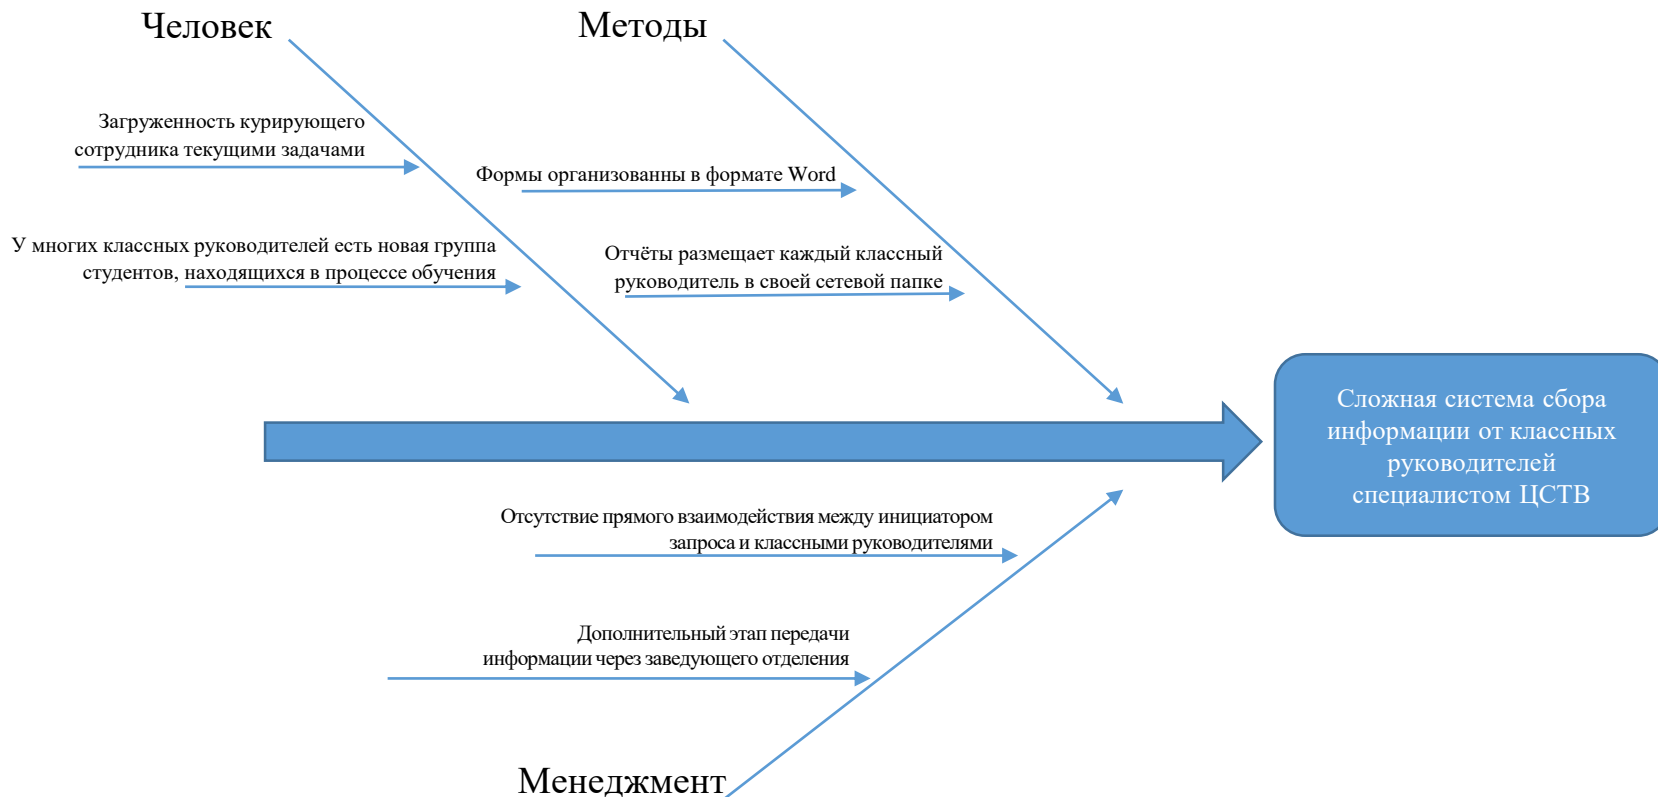 Человек
Методы
Загруженность курирующего
сотрудника текущими задачами
Формы организованны в формате Word
У многих классных руководителей есть новая группа
студентов, находящихся в процессе обучения
Отчёты размещает каждый классный
руководитель в своей сетевой папке
Сложная система сбора
информации от классных
руководителей
специалистом ЦСТВ
Отсутствие прямого взаимодействия между инициатором
запроса и классными руководителями
Дополнительный этап передачи
информации через заведующего отделения
Менеджмент